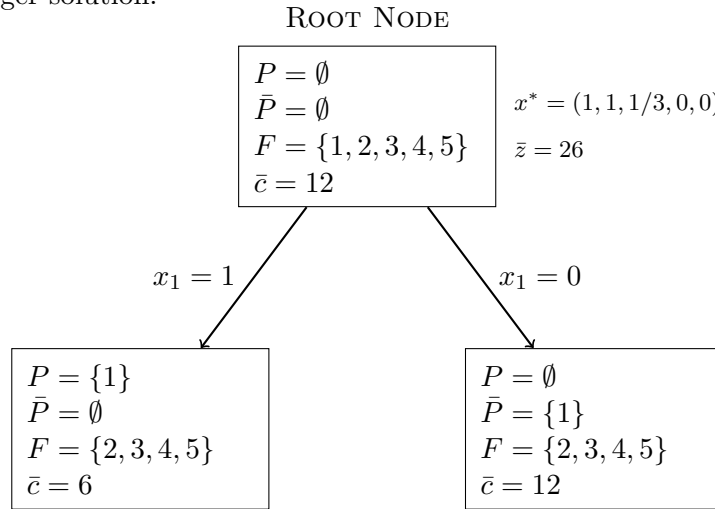 ger solution.
ROOT NODE
P = ∅
P̄ = ∅
F = {1, 2, 3, 4, 5}
c̄ = 12
x* = (1, 1, 1/3, 0, 0)
z̄ = 26
x₁ = 1
x₁ = 0
P = {1}
P̄ = ∅
F = {2, 3, 4, 5}
c̄ = 6
P = ∅
P̄ = {1}
F = {2, 3, 4, 5}
c̄ = 12